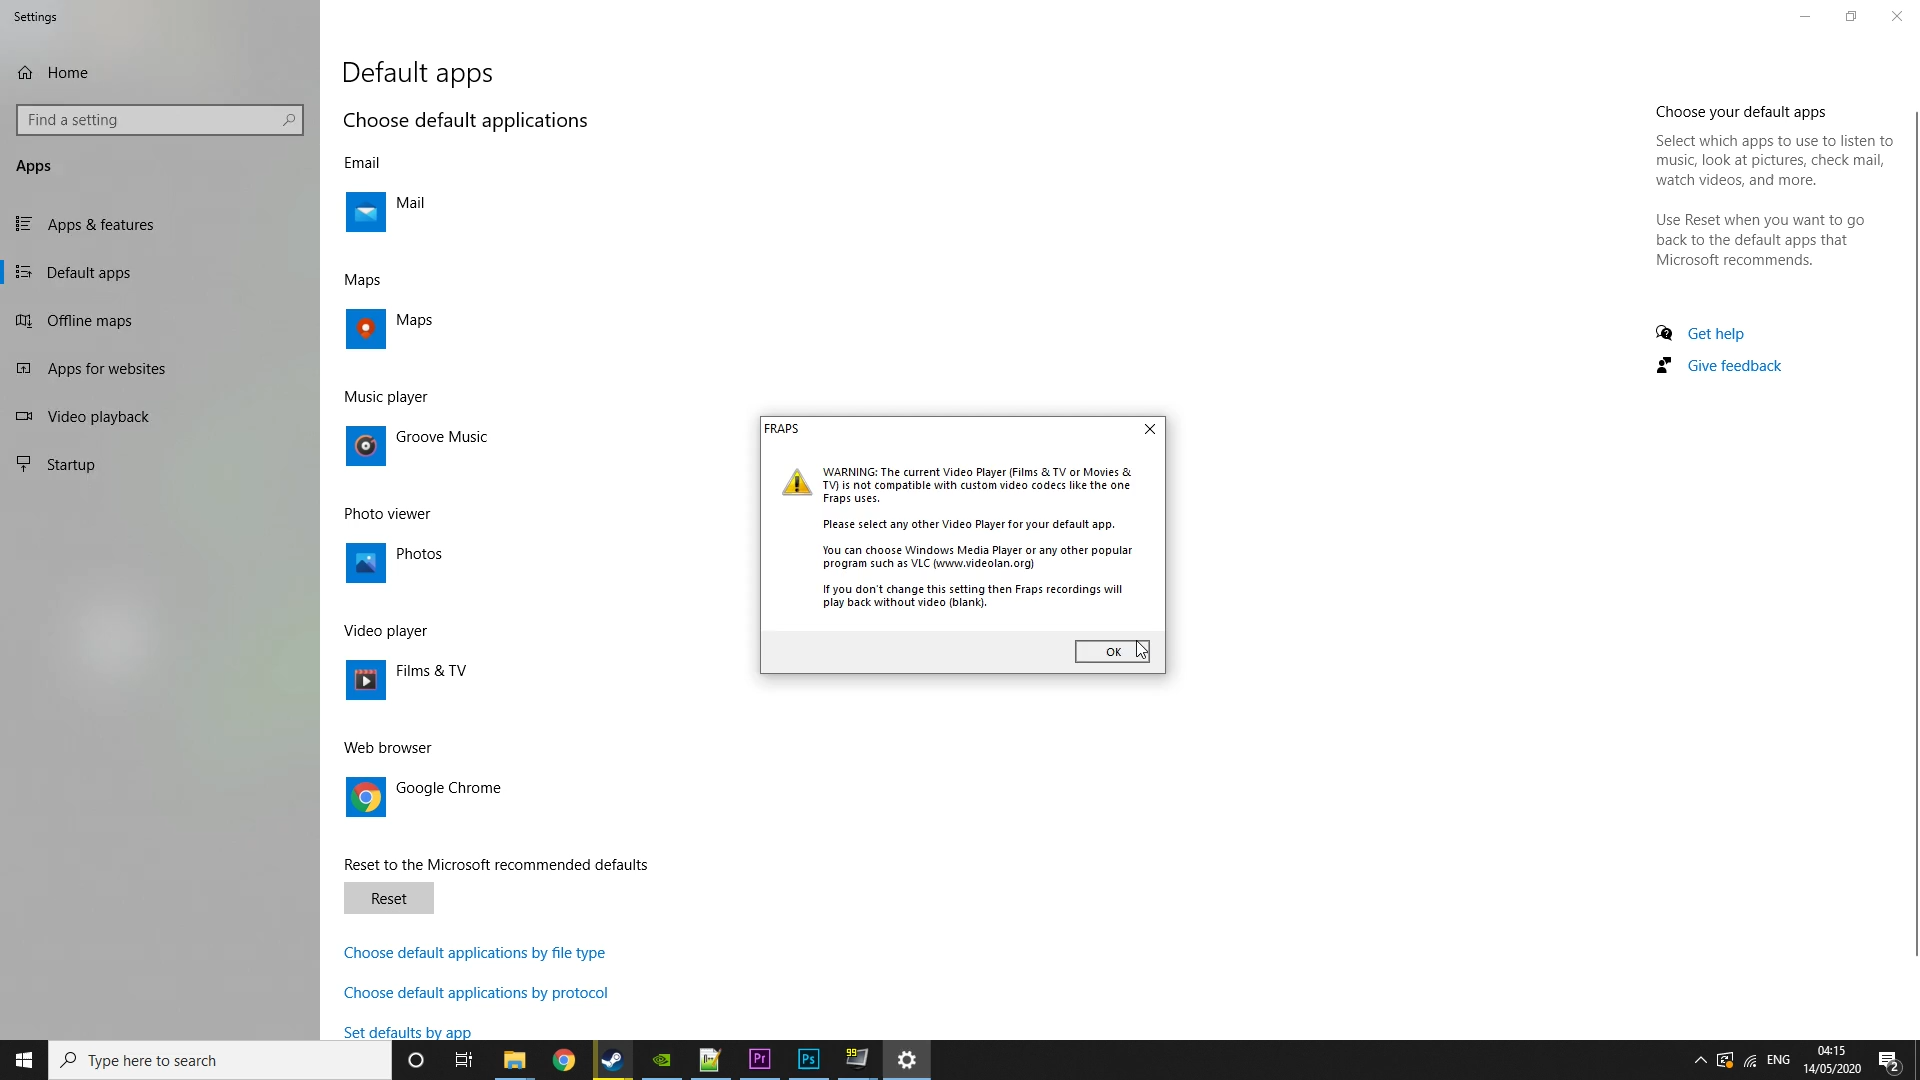 Settings
Home
Find a setting
Apps
Apps & features
Default apps
Offline maps
Apps for websites
Video playback
Startup
Default apps
Choose default applications
Email
Mail
Maps
Maps
Music player
Groove Music
Photo viewer
Photos
Video player
Films & TV
Web browser
Google Chrome
Reset to the Microsoft recommended defaults
Reset
Choose default applications by file type
Choose default applications by protocol
Set defaults by app
FRAPS
WARNING: The current Video Player (Films & TV or Movies &
TV) is not compatible with custom video codecs like the one
Fraps uses.
Please select any other Video Player for your default app.
You can choose Windows Media Player or any other popular
program such as VLC (www.videolan.org)
If you don't change this setting then Fraps recordings will
play back without video (blank).
OK
Choose your default apps
Select which apps to use to listen to
music, look at pictures, check mail,
watch videos, and more.
Use Reset when you want to go
back to the default apps that
Microsoft recommends.
Get help
Give feedback
Type here to search
Pr
Ps
99
ENG
04:15
14/05/2020
2